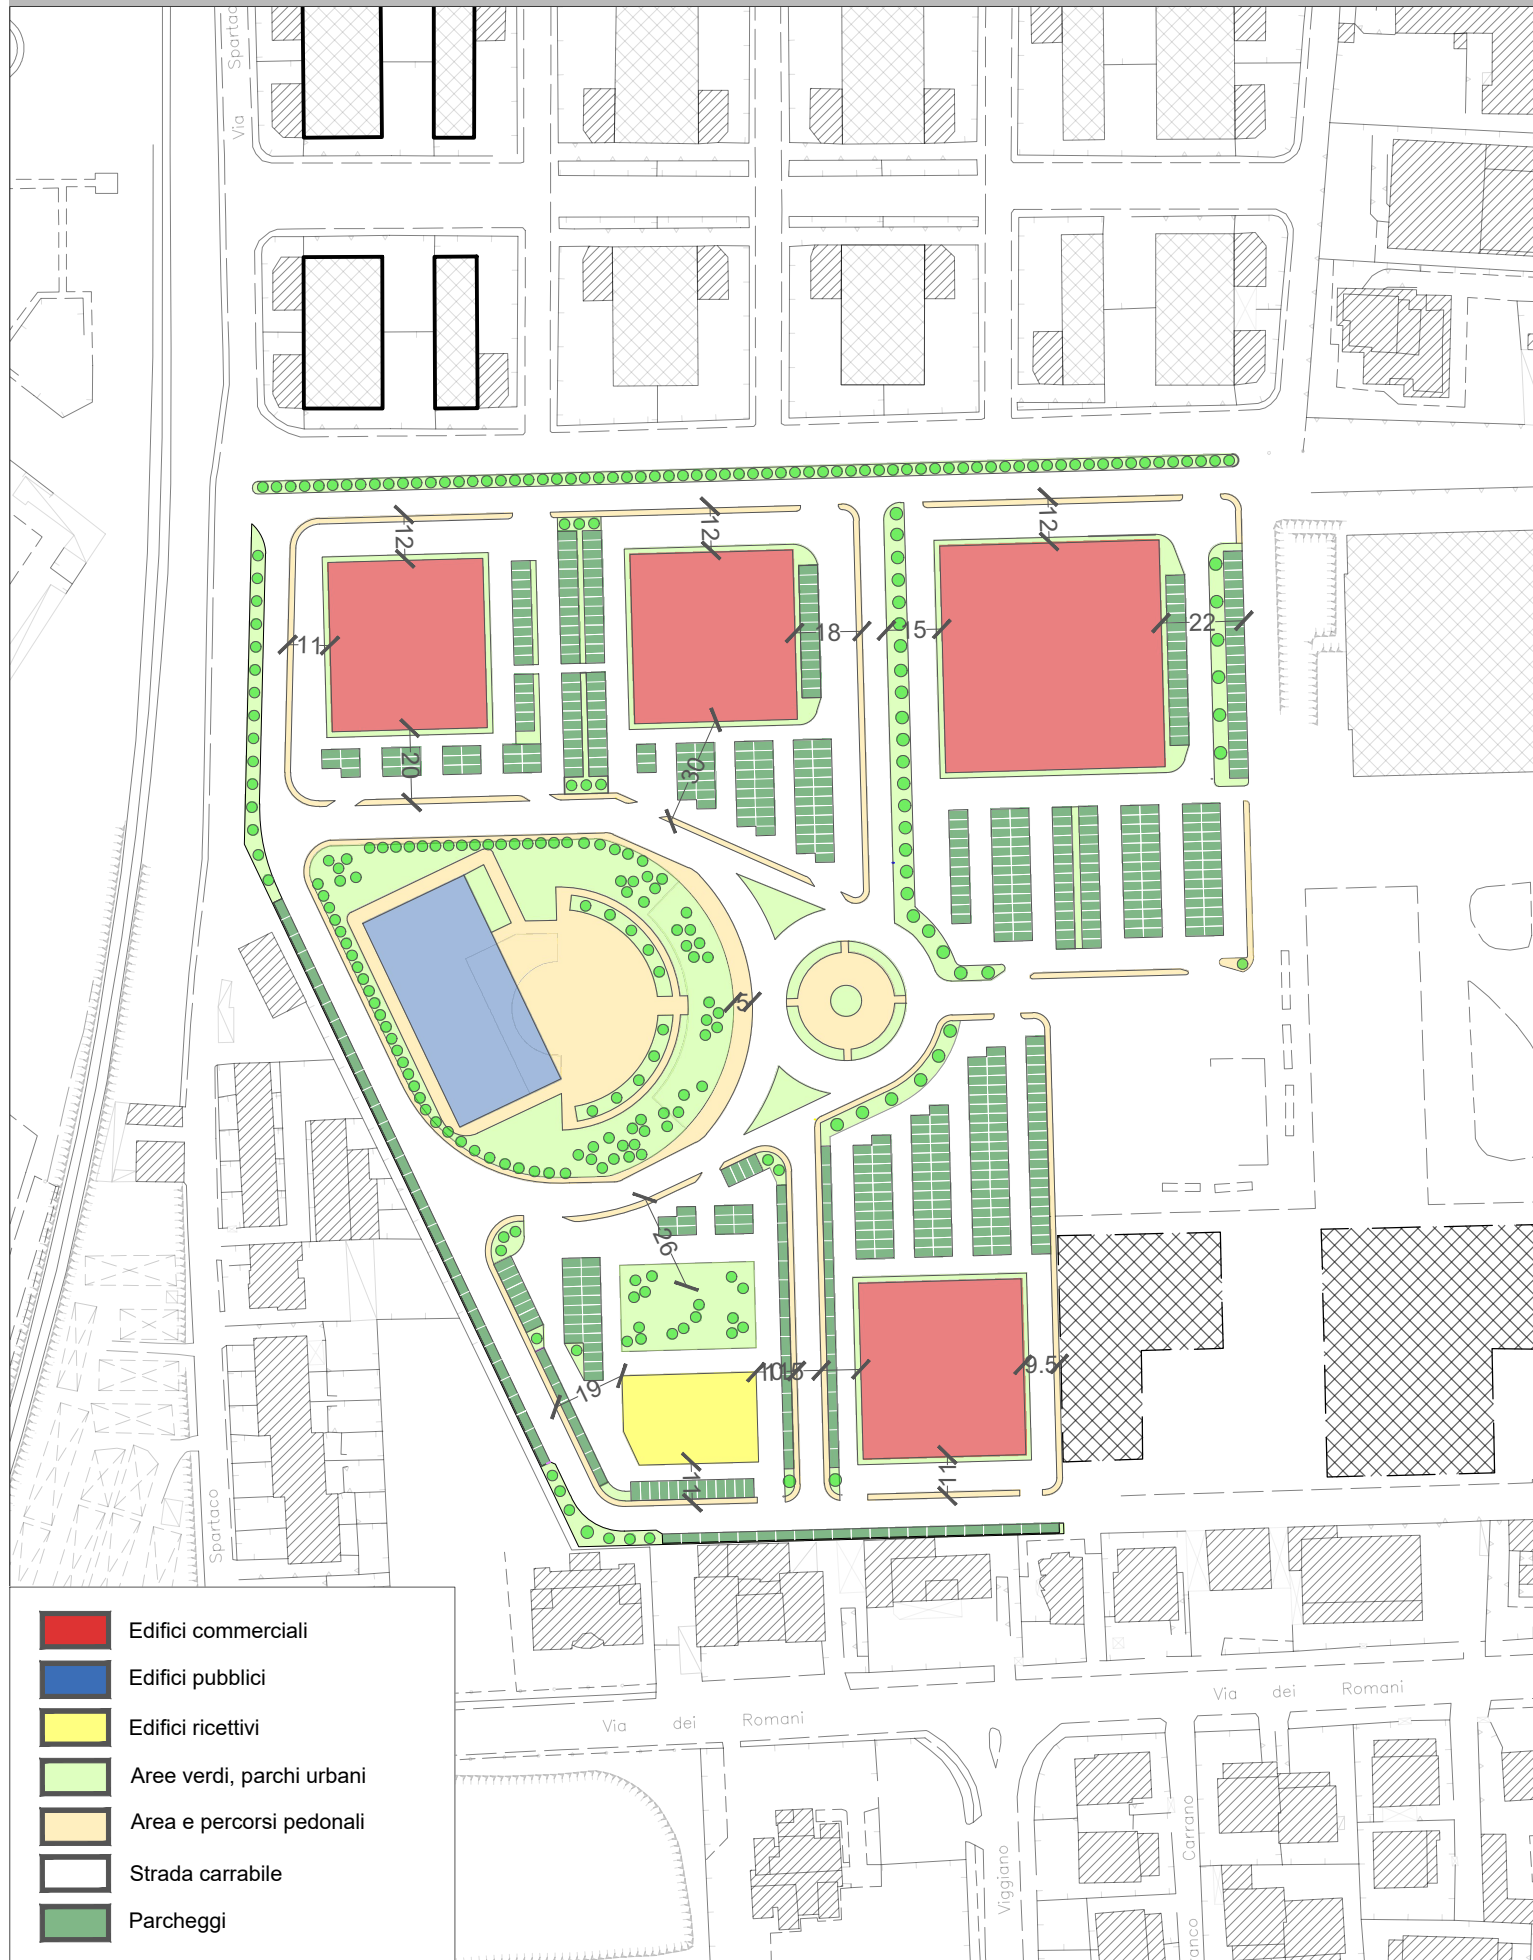 Spartaco
Via
12
12
12
11
18
15
22
20
30
5
26
19
10.5
9.5
11
11
Spartaco
Edifici commerciali
Edifici pubblici
Edifici ricettivi
Aree verdi, parchi urbani
Area e percorsi pedonali
Strada carrabile
Parcheggi
Via dei Romani
Via dei Romani
Viggiano
Carrano